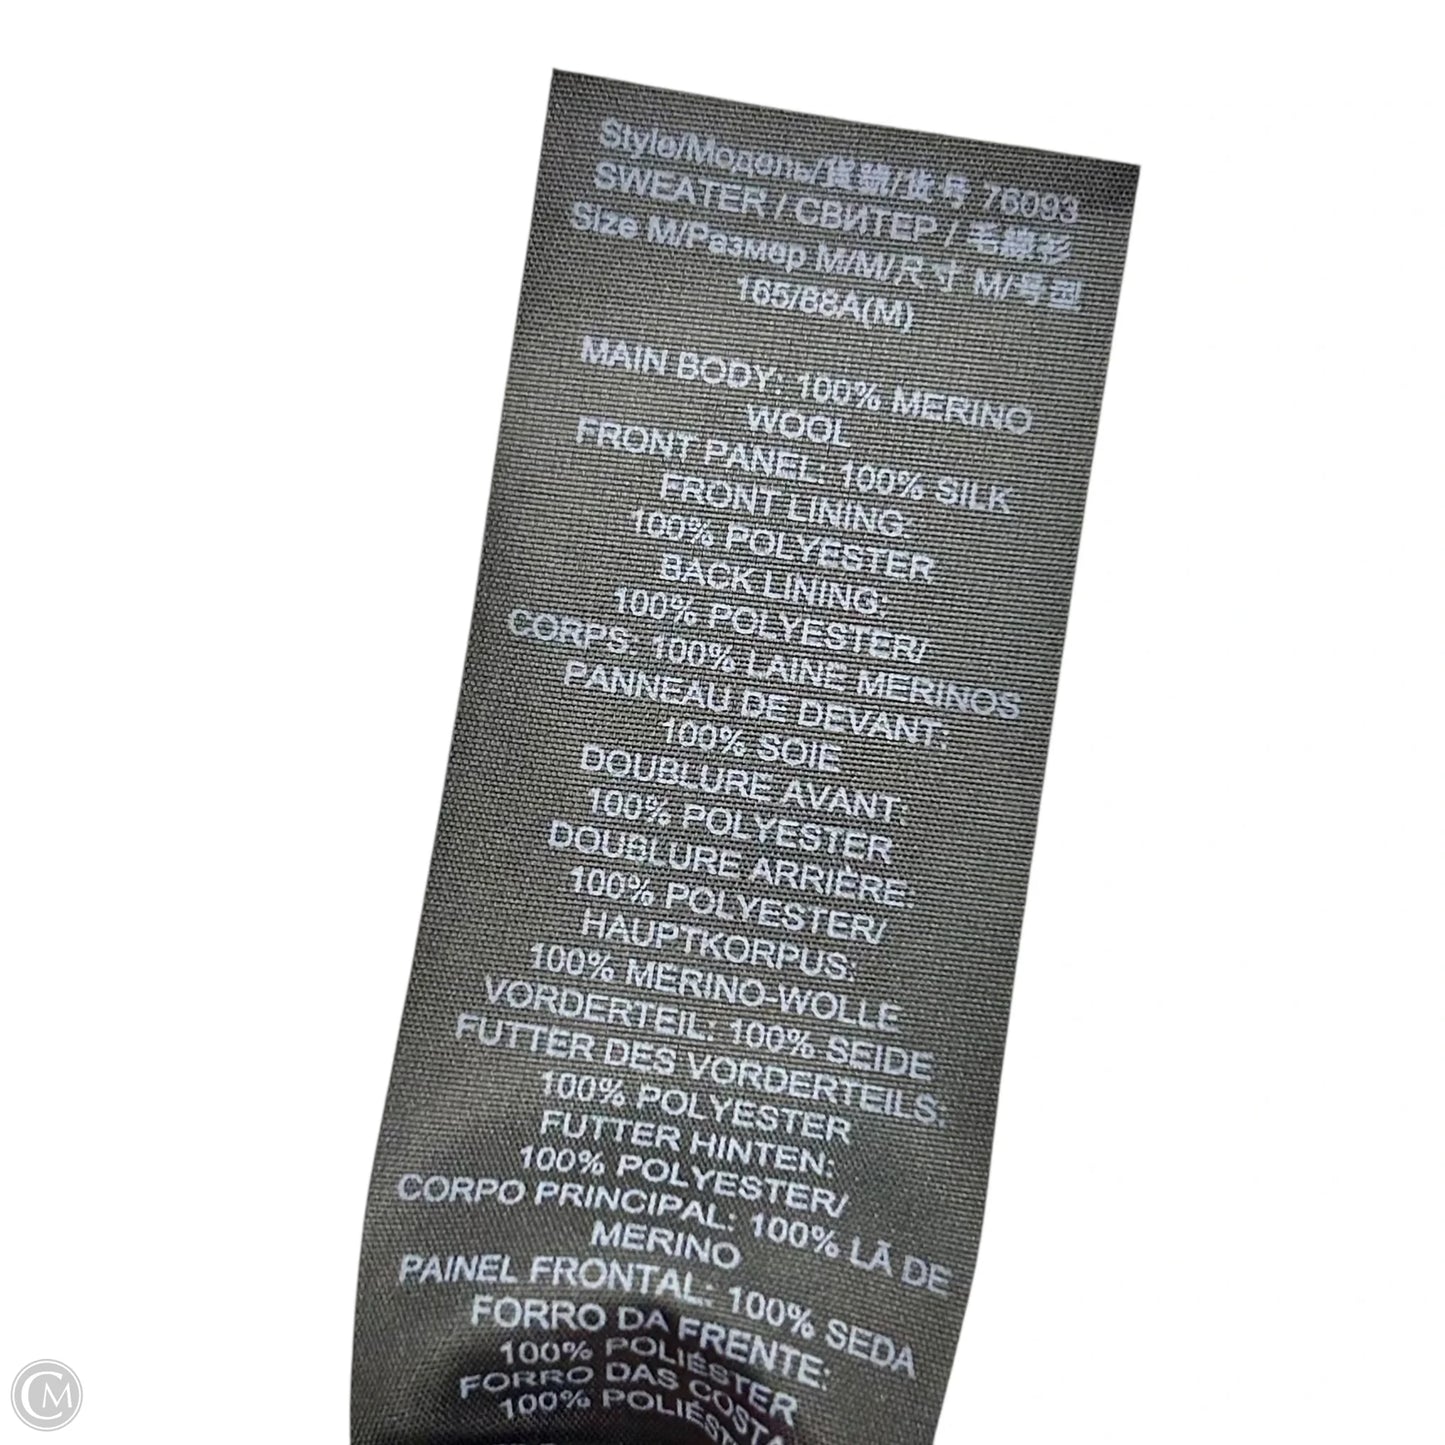 Style/Модель/貨號/货号 76093
SWEATER / СВИТЕР / 毛線衫
Size M/Размер M/M/尺寸 M/号型
165/88A(M)
MAIN BODY: 100% MERINO
WOOL
FRONT PANEL: 100% SILK
FRONT LINING:
100% POLYESTER
BACK LINING:
100% POLYESTER/
CORPS: 100% LAINE MERINOS
PANNEAU DE DEVANT:
100% SOIE
DOUBLURE AVANT:
100% POLYESTER
DOUBLURE ARRIÈRE:
100% POLYESTER/
HAUPTKORPUS:
100% MERINO-WOLLE
VORDERTEIL: 100% SEIDE
FUTTER DES VORDERTEILS:
100% POLYESTER
FUTTER HINTEN:
100% POLYESTER/
CORPO PRINCIPAL: 100% LÃ DE
MERINO
PAINEL FRONTAL: 100% SEDA
FORRO DA FRENTE:
100% POLIÉSTER
FORRO DAS COSTA
100% POLIÉST
CM